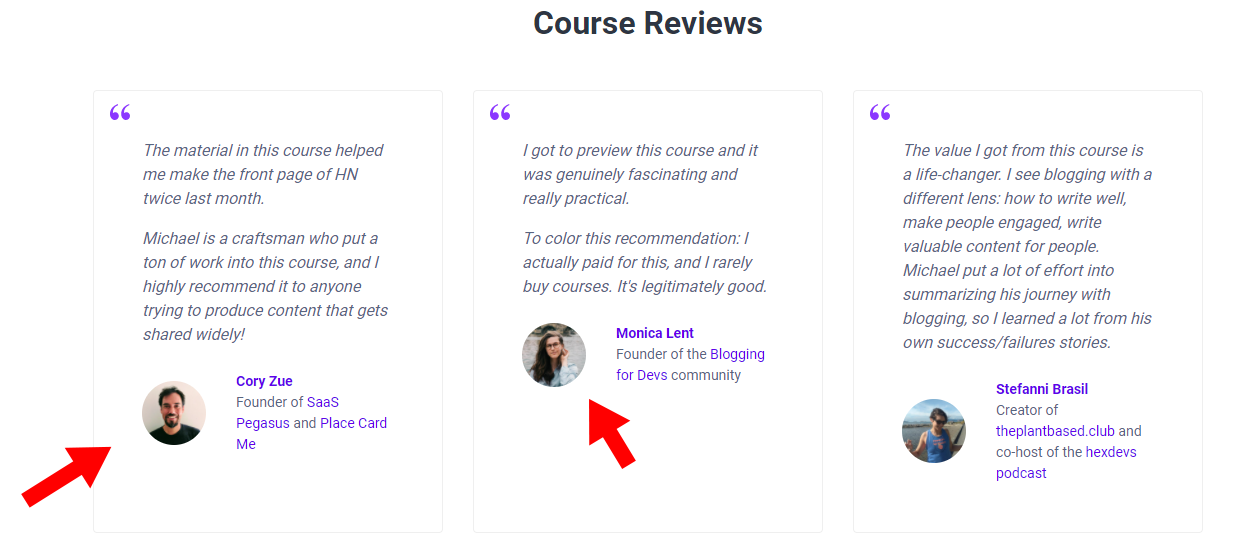 Course Reviews
“
The material in this course helped
me make the front page of HN
twice last month.
Michael is a craftsman who put a
ton of work into this course, and I
highly recommend it to anyone
trying to produce content that gets
shared widely!
Cory Zue
Founder of SaaS
Pegasus and Place Card
Me
“
I got to preview this course and it
was genuinely fascinating and
really practical.
To color this recommendation: I
actually paid for this, and I rarely
buy courses. It's legitimately good.
Monica Lent
Founder of the Blogging
for Devs community
“
The value I got from this course is
a life-changer. I see blogging with a
different lens: how to write well,
make people engaged, write
valuable content for people.
Michael put a lot of effort into
summarizing his journey with
blogging, so I learned a lot from his
own success/failures stories.
Stefanni Brasil
Creator of
theplantbased.club and
co-host of the hexdevs
podcast